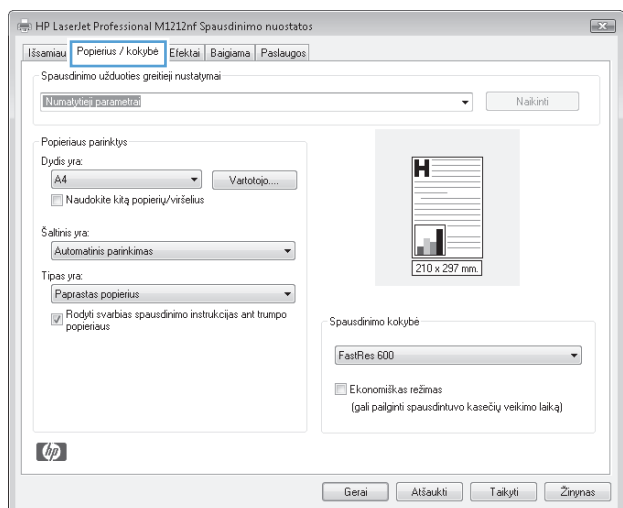 HP LaserJet Professional M1212nf Spausdinimo nuostatos
Išsamiau Popierius / kokybė Efektai Baigiama Paslaugos
Spausdinimo užduoties greitieji nustatymai
Numatytieji parametrai
Naikinti
Popieriaus parinktys
Dydis yra:
A4
Vartotojo....
Naudokite kitą popierių/viršelius
Šaltinis yra:
Automatinis parinkimas
Tipas yra:
Paprastas popierius
Rodyti svarbias spausdinimo instrukcijas ant trumpo
popieriaus
H
210 x 297 mm.
Spausdinimo kokybė
FastRes 600
Ekonomiškas režimas
(gali pailginti spausdintuvo kasečių veikimo laiką)
hp
Gerai Atšaukti Taikyti Žinynas